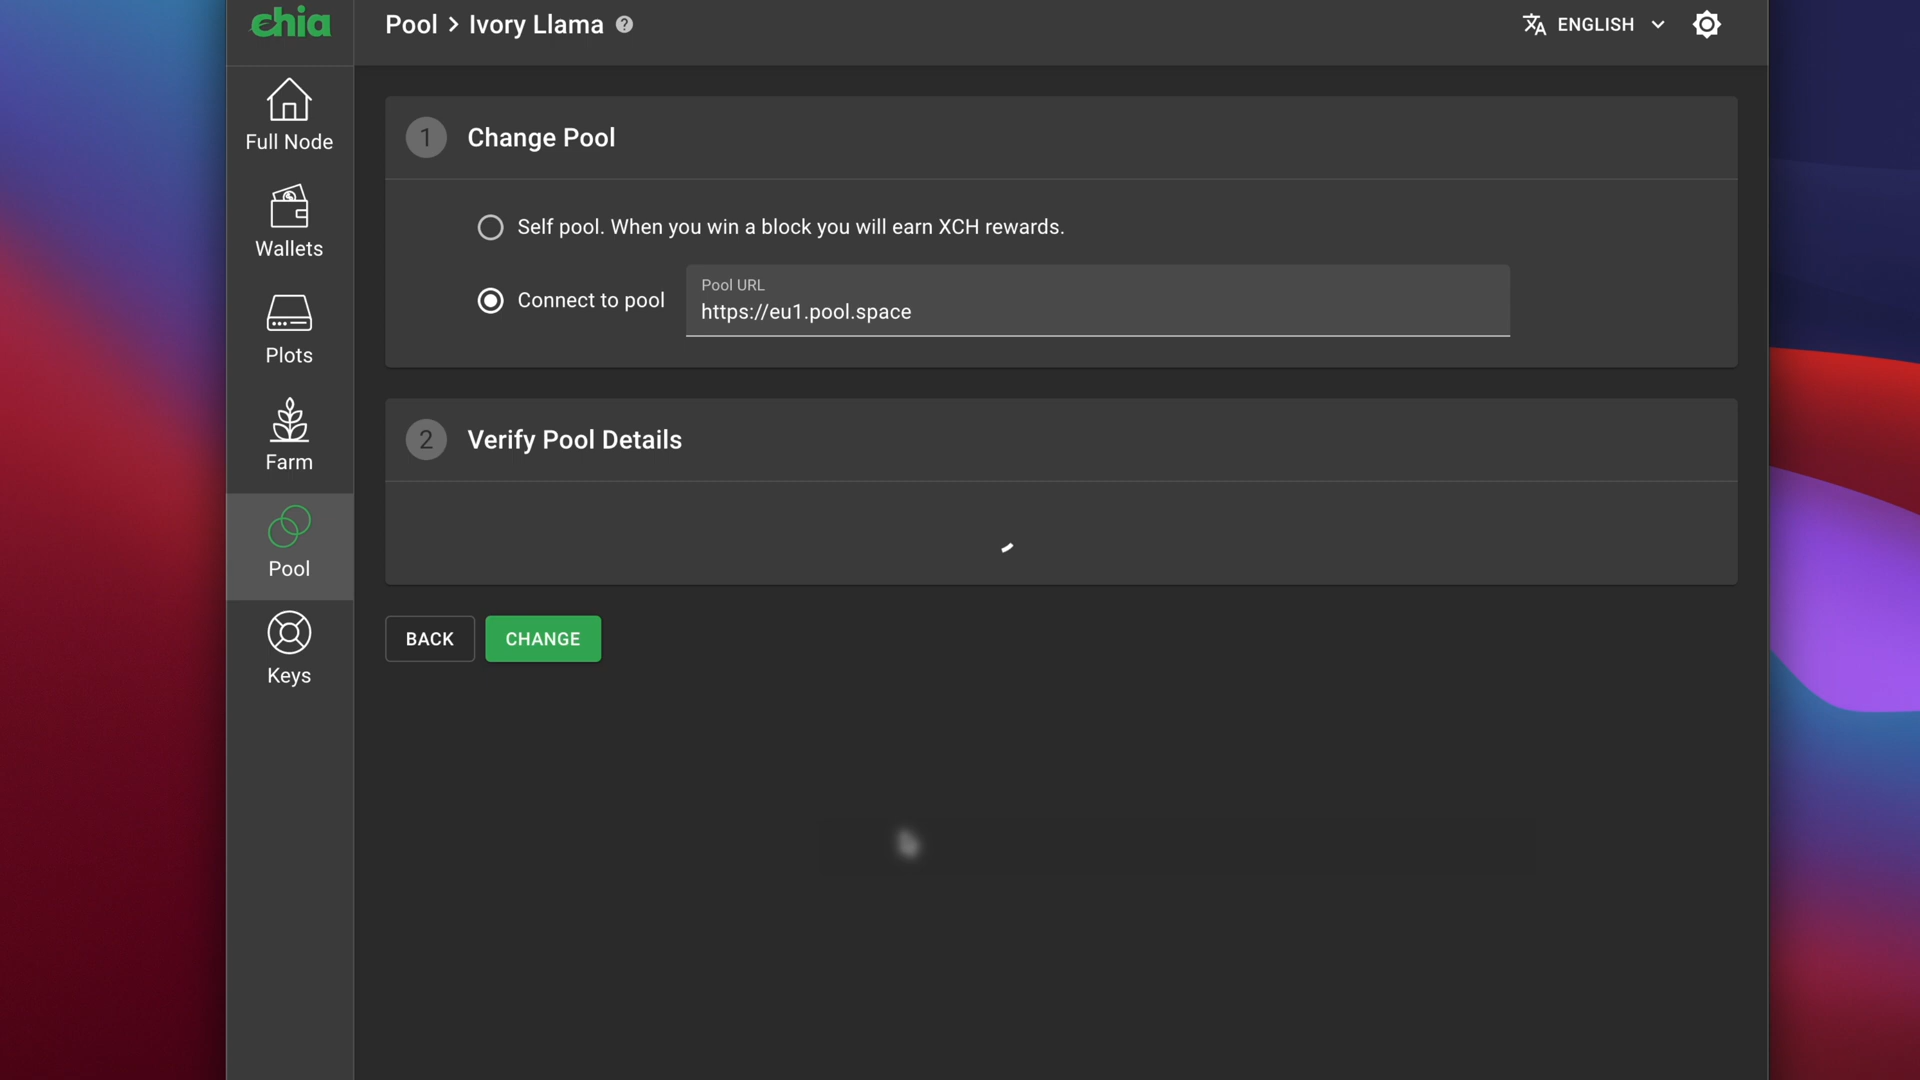 chia
Pool > Ivory Llama ?
ENGLISH
Full Node
Wallets
Plots
Farm
Pool
Keys
1 Change Pool
Self pool. When you win a block you will earn XCH rewards.
Connect to pool
Pool URL
https://eu1.pool.space
2 Verify Pool Details
BACK
CHANGE